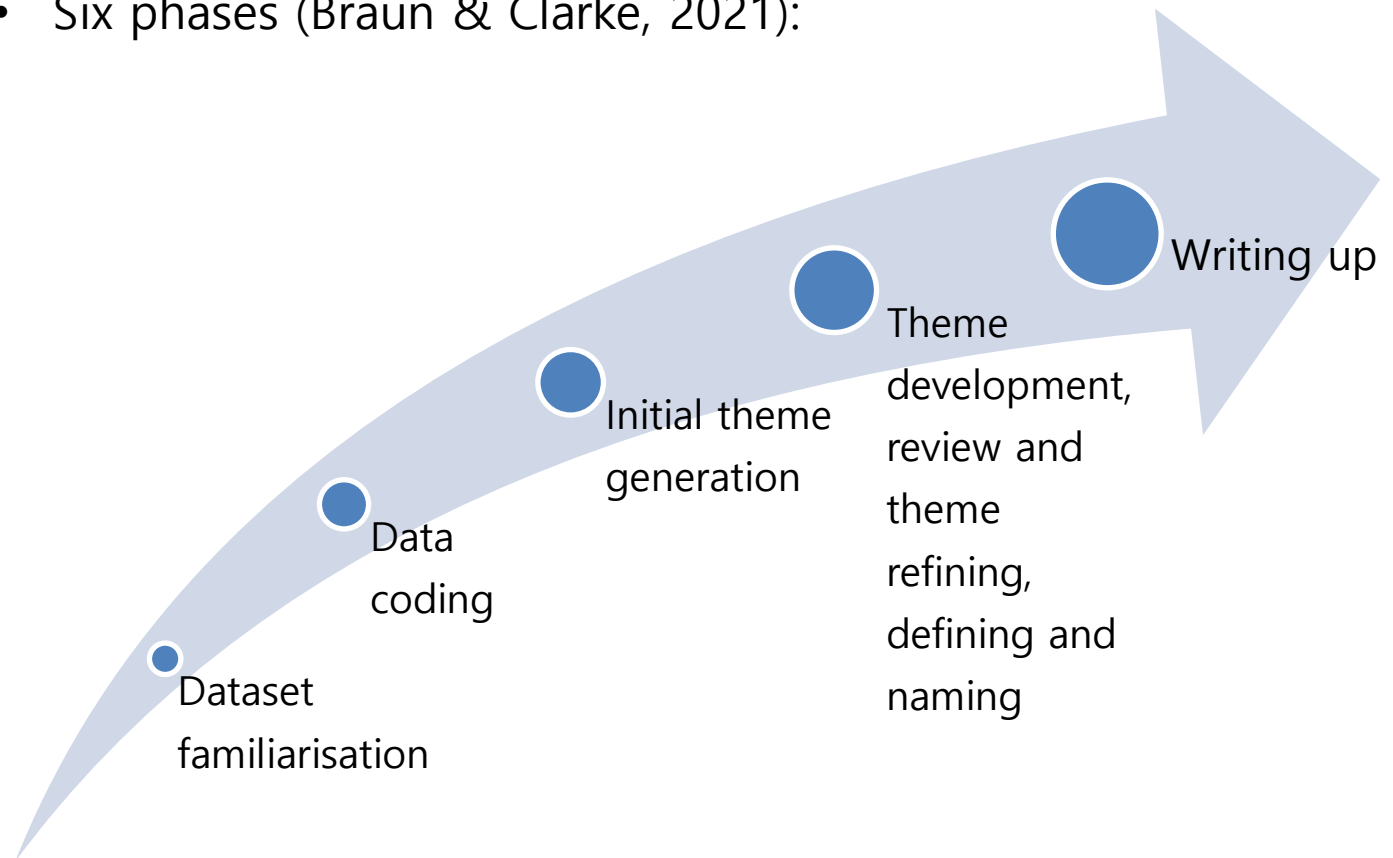 • Six phases (Braun & Clarke, 2021):
Writing up
Theme
development,
review and
theme
refining,
defining and
naming
Initial theme
generation
Data
coding
Dataset
familiarisation